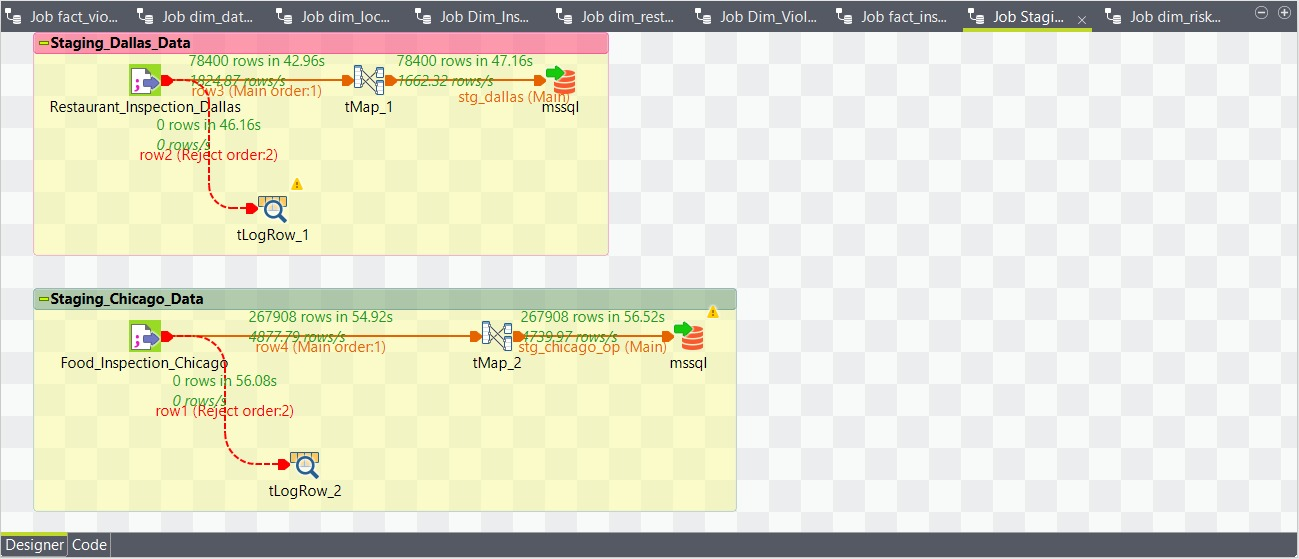 Job fact_vio...
Job dim_dat...
Job dim_loc...
Job Dim_Ins...
Job dim_rest...
Job Dim_Viol...
Job fact_ins...
Job Stagi...
Job dim_risk...
Staging_Dallas_Data
78400 rows in 42.96s
1824.87 rows/s
row3 (Main order:1)
78400 rows in 47.16s
1662.32 rows/s
stg_dallas (Main)
Restaurant_Inspection_Dallas
tMap_1
mssql
0 rows in 46.16s
0 rows/s
row2 (Reject order:2)
tLogRow_1
Staging_Chicago_Data
267908 rows in 54.92s
4877.79 rows/s
row4 (Main order:1)
267908 rows in 56.52s
4739.97 rows/s
stg_chicago_op (Main)
Food_Inspection_Chicago
tMap_2
mssql
0 rows in 56.08s
0 rows/s
row1 (Reject order:2)
tLogRow_2
Designer
Code